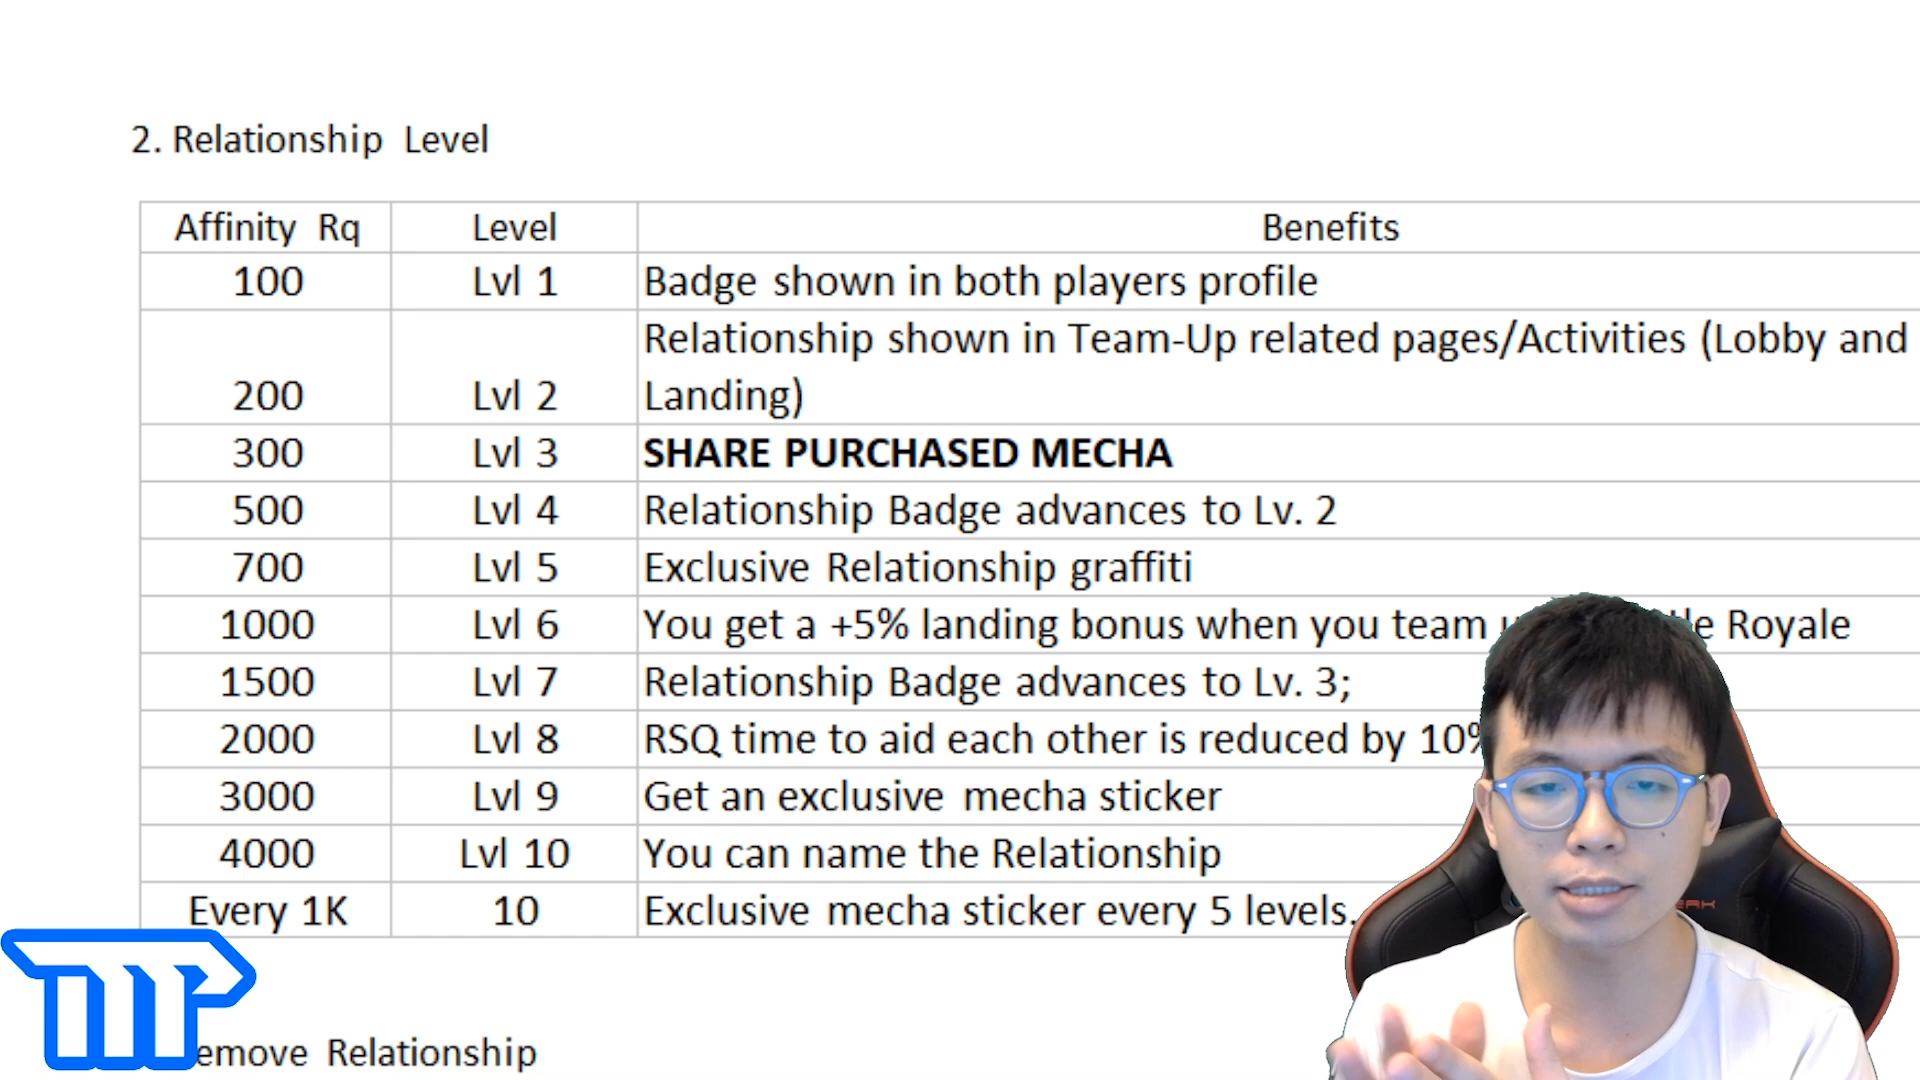 2. Relationship Level
Affinity Rq Level Benefits
100 Lvl 1 Badge shown in both players profile
200 Lvl 2 Relationship shown in Team-Up related pages/Activities (Lobby and
Landing)
300 Lvl 3 SHARE PURCHASED MECHA
500 Lvl 4 Relationship Badge advances to Lv. 2
700 Lvl 5 Exclusive Relationship graffiti
1000 Lvl 6 You get a +5% landing bonus when you team Royale
1500 Lvl 7 Relationship Badge advances to Lv. 3;
2000 Lvl 8 RSQ time to aid each other is reduced by 10%
3000 Lvl 9 Get an exclusive mecha sticker
4000 Lvl 10 You can name the Relationship
Every 1K 10 Exclusive mecha sticker every 5 levels.
emove Relationship